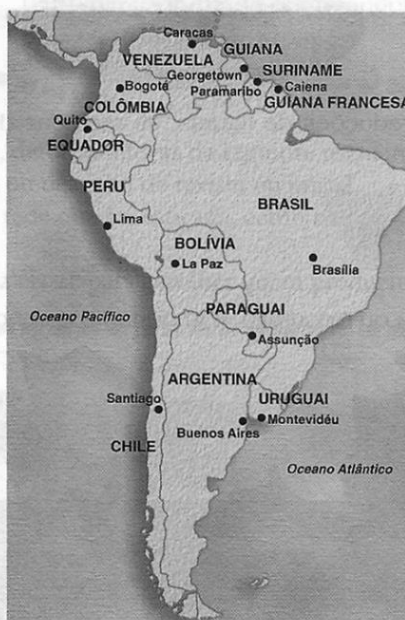 Caracas
VENEZUELA
GUIANA
Georgetown
SURINAME
Bogotá
Paramaribo
Caiena
COLÔMBIA
GUIANA FRANCESA
Quito
EQUADOR
PERU
BRASIL
Lima
BOLÍVIA
La Paz
Brasília
Oceano Pacífico
PARAGUAI
Assunção
ARGENTINA
Santiago
URUGUAI
Buenos Aires
Montevidéu
CHILE
Oceano Atlântico